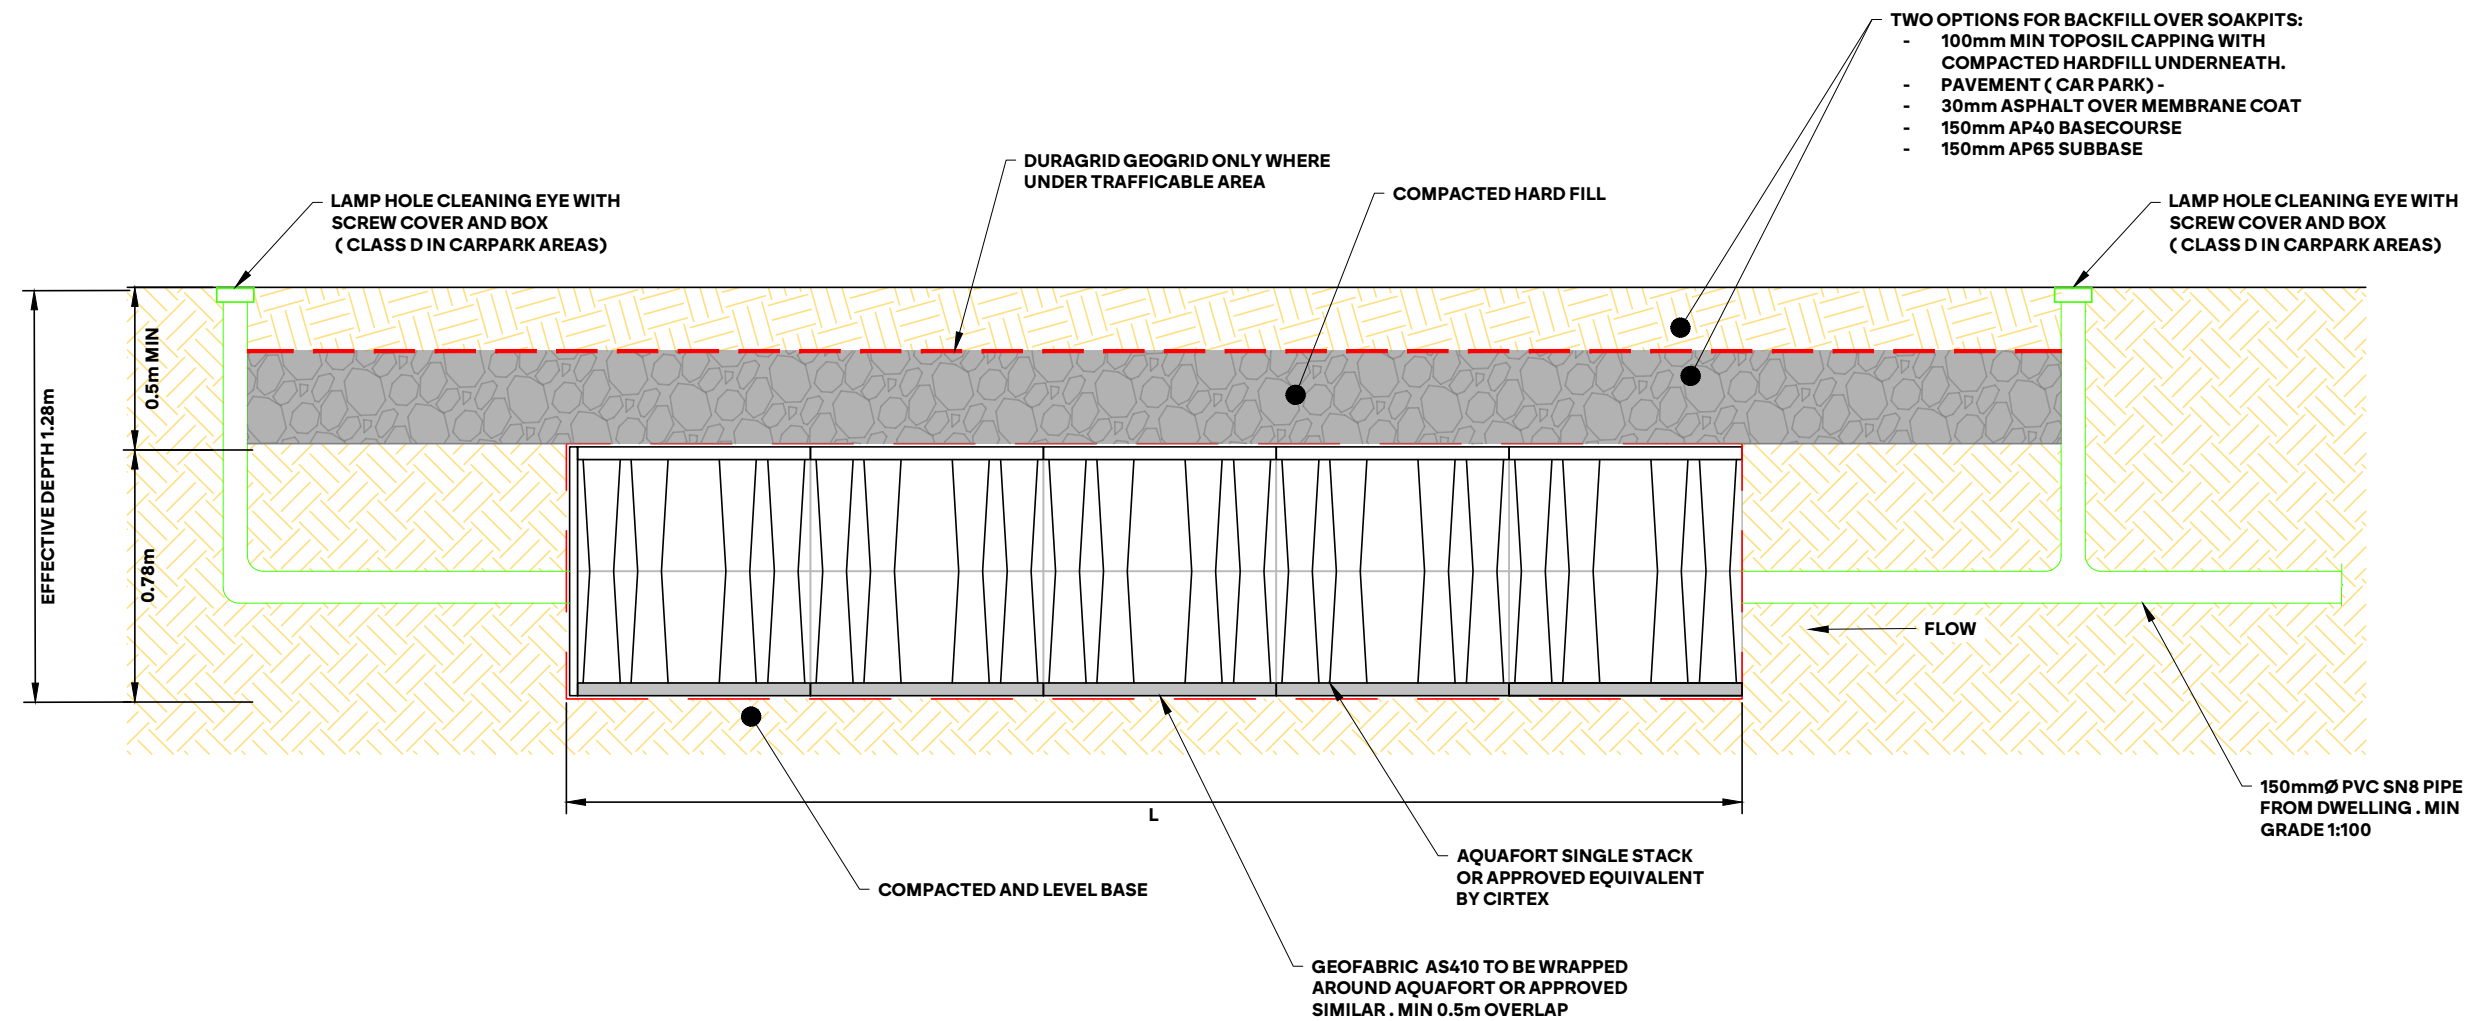 TWO OPTIONS FOR BACKFILL OVER SOAKPITS:
- 100mm MIN TOPOSIL CAPPING WITH
COMPACTED HARDFILL UNDERNEATH.
- PAVEMENT ( CAR PARK) -
- 30mm ASPHALT OVER MEMBRANE COAT
- 150mm AP40 BASECOURSE
- 150mm AP65 SUBBASE
DURAGRID GEOGRID ONLY WHERE
UNDER TRAFFICABLE AREA
COMPACTED HARD FILL
LAMP HOLE CLEANING EYE WITH
SCREW COVER AND BOX
( CLASS D IN CARPARK AREAS)
LAMP HOLE CLEANING EYE WITH
SCREW COVER AND BOX
( CLASS D IN CARPARK AREAS)
EFFECTIVE DEPTH 1.28m
0.5m MIN
0.78m
FLOW
L
150mmØ PVC SN8 PIPE
FROM DWELLING . MIN
GRADE 1:100
AQUAFORT SINGLE STACK
OR APPROVED EQUIVALENT
BY CIRTEX
COMPACTED AND LEVEL BASE
GEOFABRIC AS410 TO BE WRAPPED
AROUND AQUAFORT OR APPROVED
SIMILAR . MIN 0.5m OVERLAP